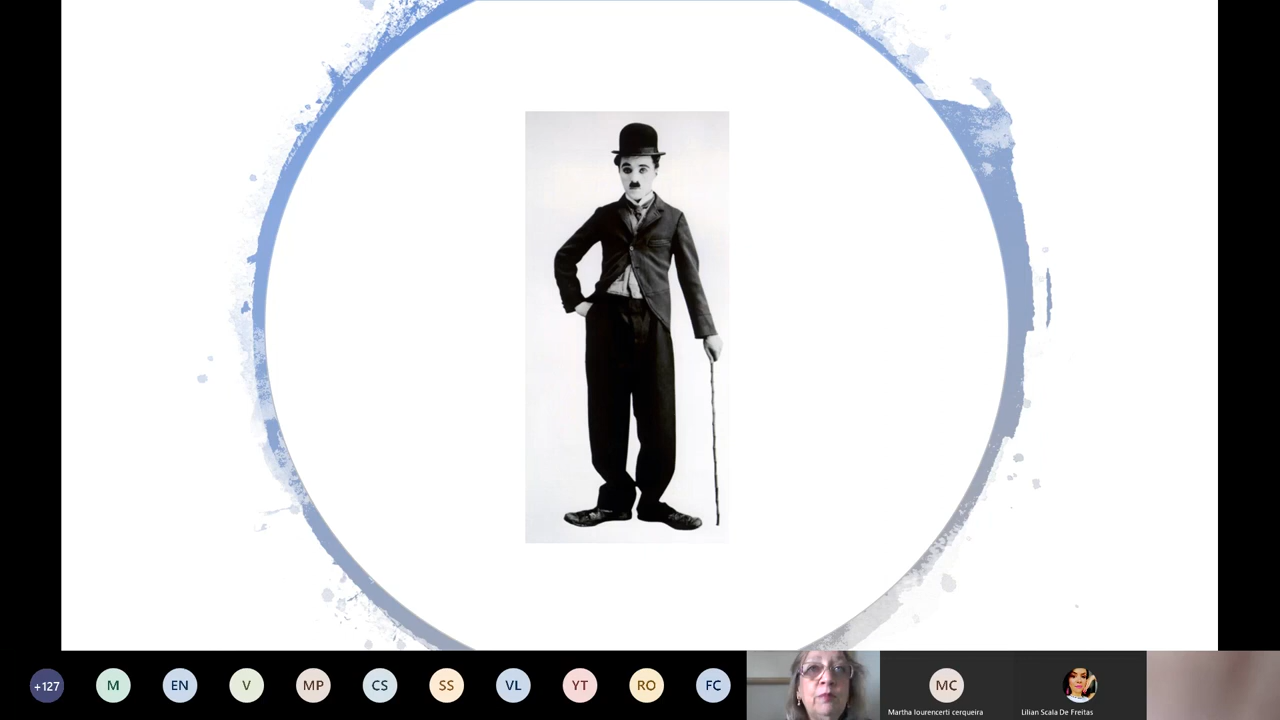 +127 M EN V MP CS SS VL YT RO FC MC
Martha lourencerti cerqueira Lilian Scala De Freitas